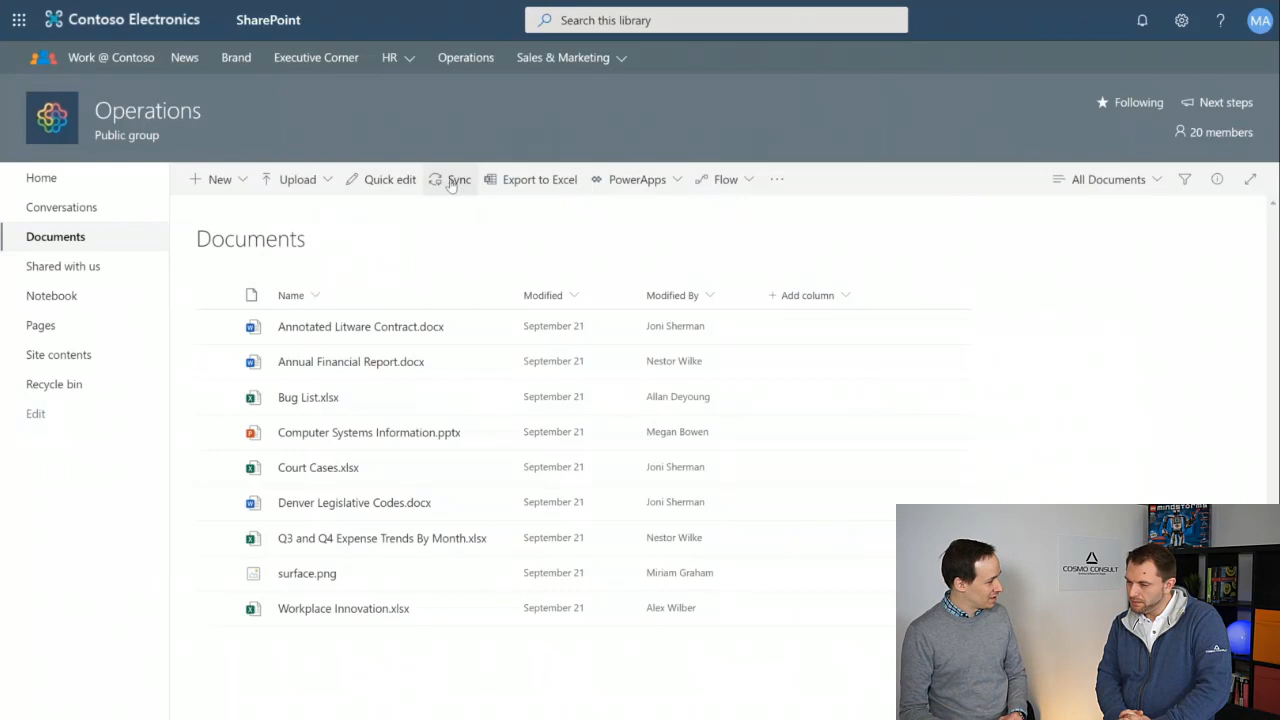 Contoso Electronics SharePoint Search this library MA
Work @ Contoso News Brand Executive Corner HR Operations Sales & Marketing
Operations
Public group
Following Next steps
20 members
Home
Conversations
Documents
Shared with us
Notebook
Pages
Site contents
Recycle bin
Edit
+ New Upload Quick edit Sync Export to Excel PowerApps Flow ... All Documents
Documents
Name Modified Modified By + Add column
Annotated Litware Contract.docx September 21 Joni Sherman
Annual Financial Report.docx September 21 Nestor Wilke
Bug List.xlsx September 21 Allan Deyoung
Computer Systems Information.pptx September 21 Megan Bowen
Court Cases.xlsx September 21 Joni Sherman
Denver Legislative Codes.docx September 21 Joni Sherman
Q3 and Q4 Expense Trends By Month.xlsx September 21 Nestor Wilke
surface.png September 21 Miriam Graham
Workplace Innovation.xlsx September 21 Alex Wilber
mindstorms
COSMO CONSULT